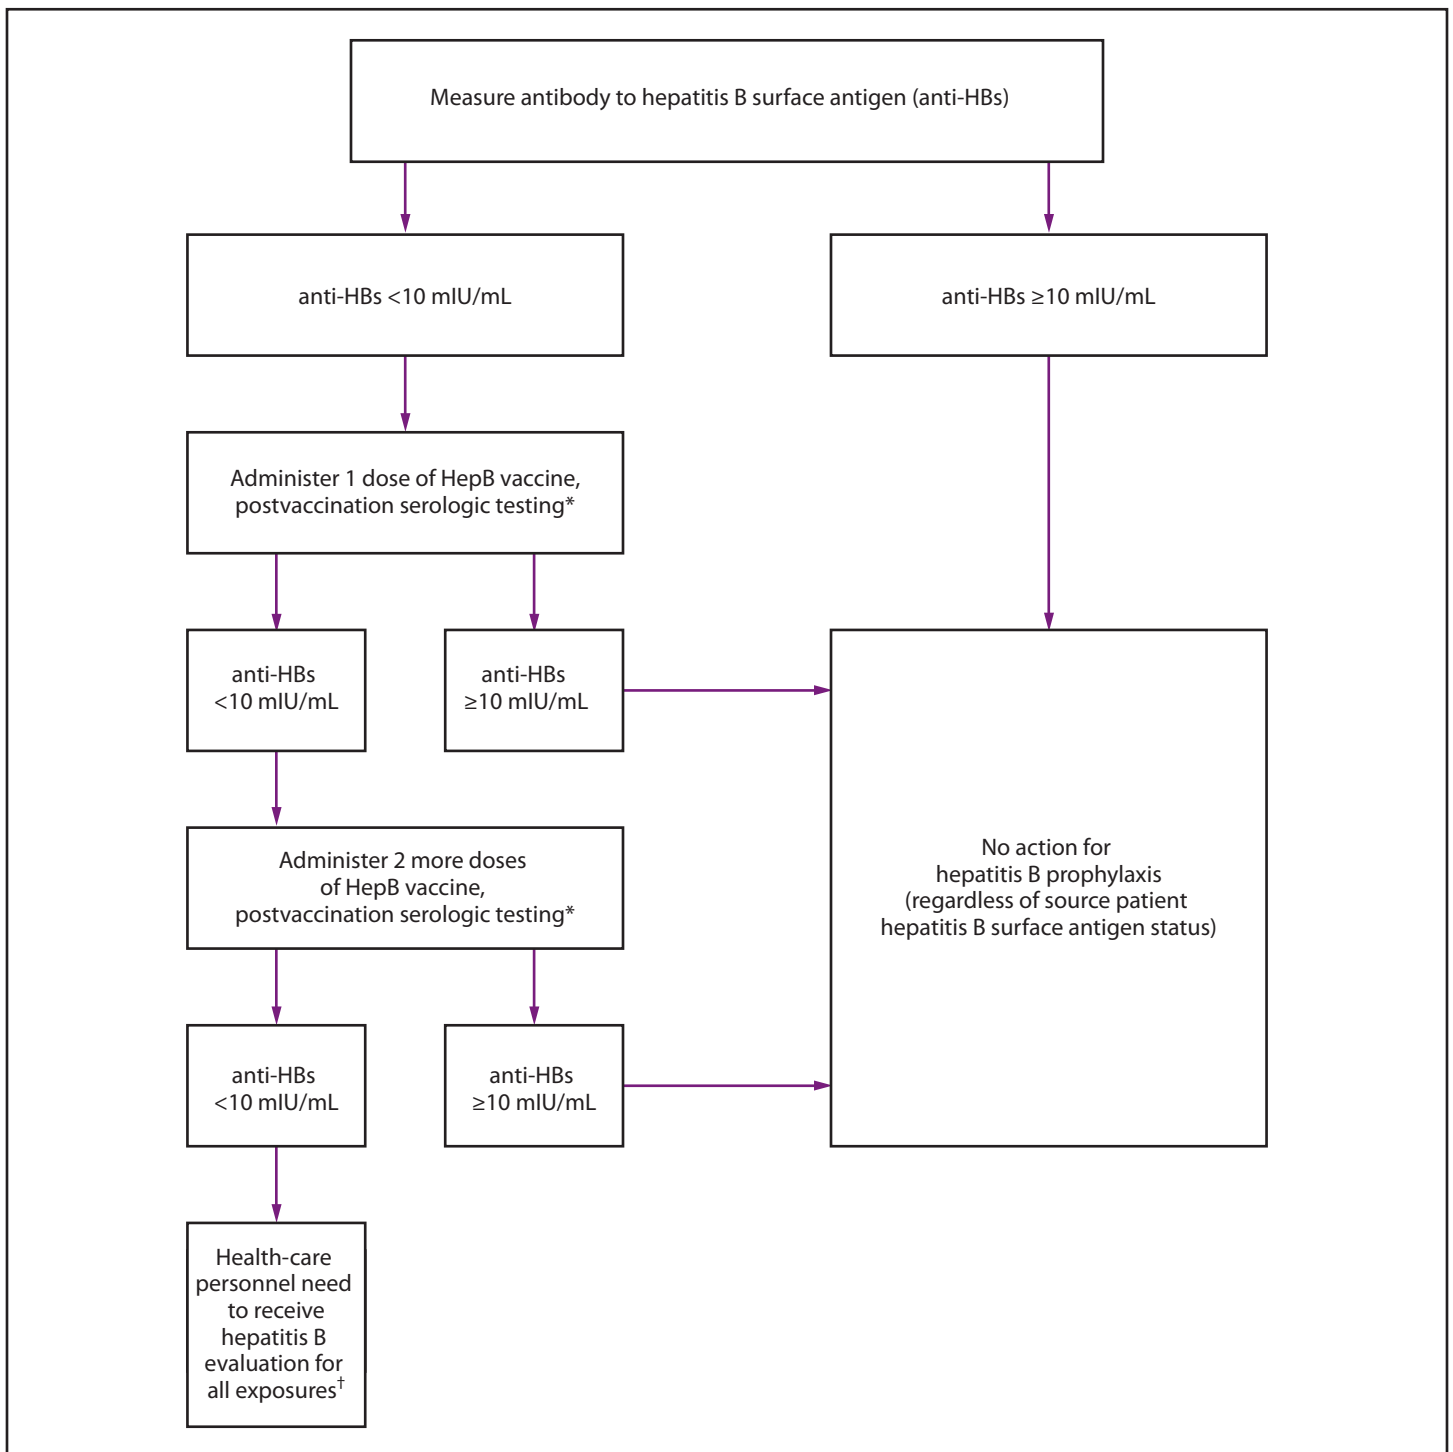 Measure antibody to hepatitis B surface antigen (anti-HBs)
anti-HBs <10 mIU/mL
anti-HBs ≥10 mIU/mL
Administer 1 dose of HepB vaccine,
postvaccination serologic testing*
anti-HBs
<10 mIU/mL
anti-HBs
≥10 mIU/mL
Administer 2 more doses
of HepB vaccine,
postvaccination serologic testing*
No action for
hepatitis B prophylaxis
(regardless of source patient
hepatitis B surface antigen status)
anti-HBs
<10 mIU/mL
anti-HBs
≥10 mIU/mL
Health-care
personnel need
to receive
hepatitis B
evaluation for
all exposures†